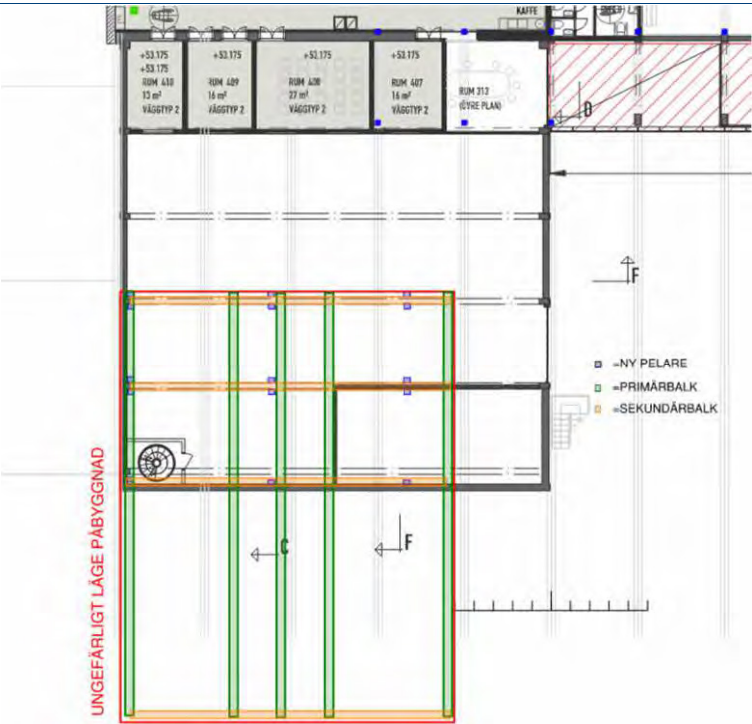 KAFFE
+53.175
+53.175
RUM 410
13 m²
VÄGGTYP 2
+53.175
RUM 409
16 m²
VÄGGTYP 2
+53.175
RUM 408
27 m²
VÄGGTYP 2
+53.175
RUM 407
16 m²
VÄGGTYP 2
RUM 312
(ÖVRE PLAN)
D
F
=NY PELARE
=PRIMÄRBALK
=SEKUNDÄRBALK
C
F
UNGEFÄRLIGT LÄGE PÅBYGGNAD